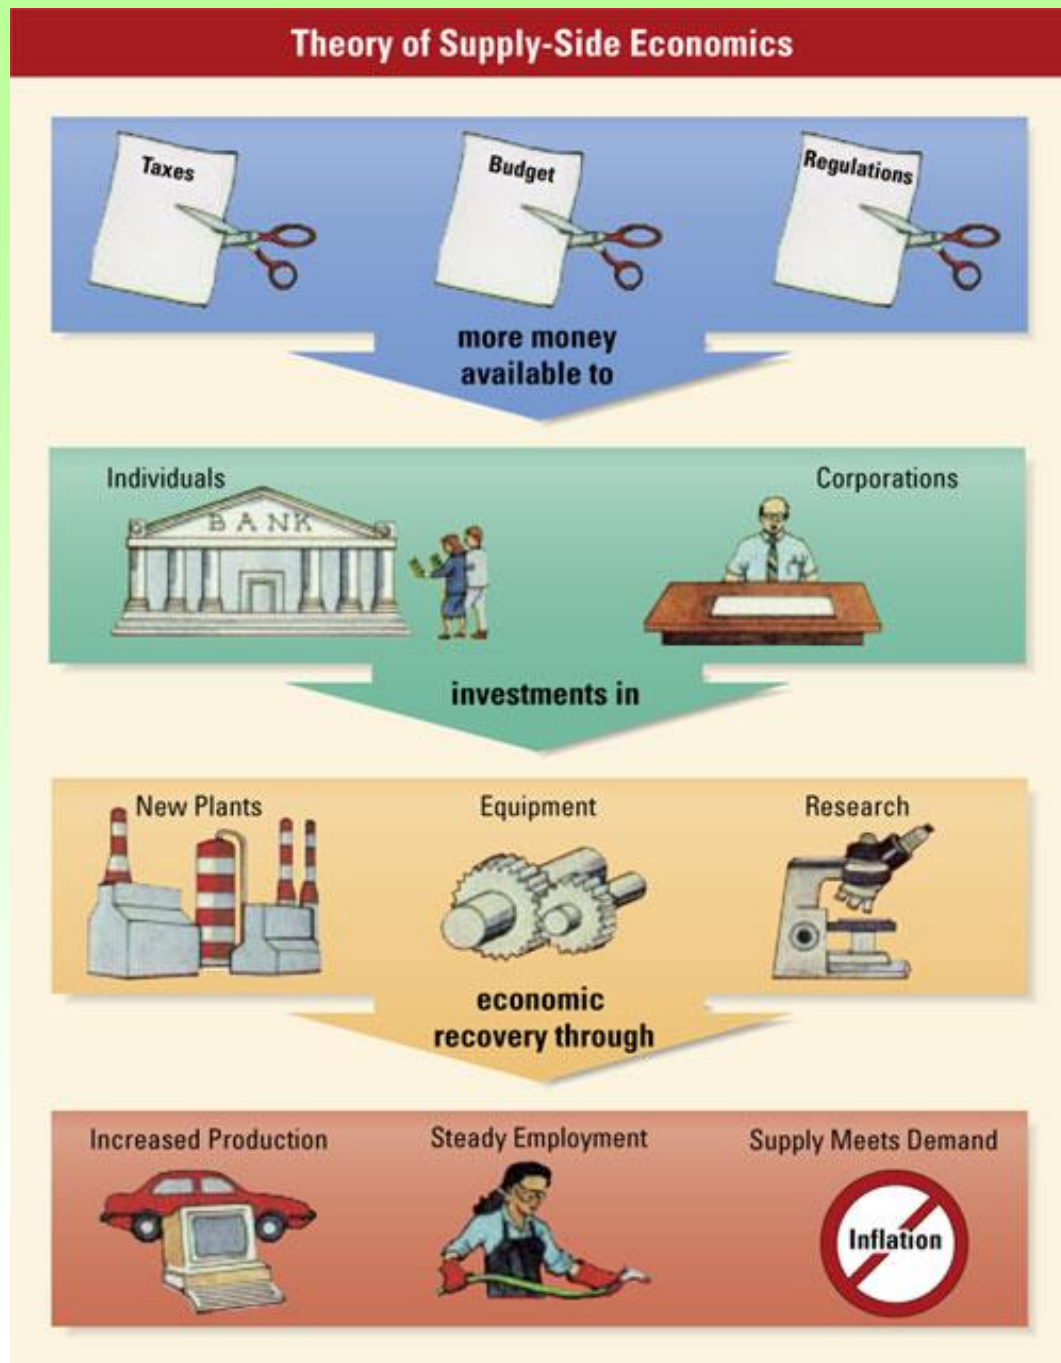 Theory of Supply-Side Economics
Taxes
Budget
Regulations
more money
available to
Individuals
Corporations
BANK
investments in
New Plants
Equipment
Research
economic
recovery through
Increased Production
Steady Employment
Supply Meets Demand
Inflation